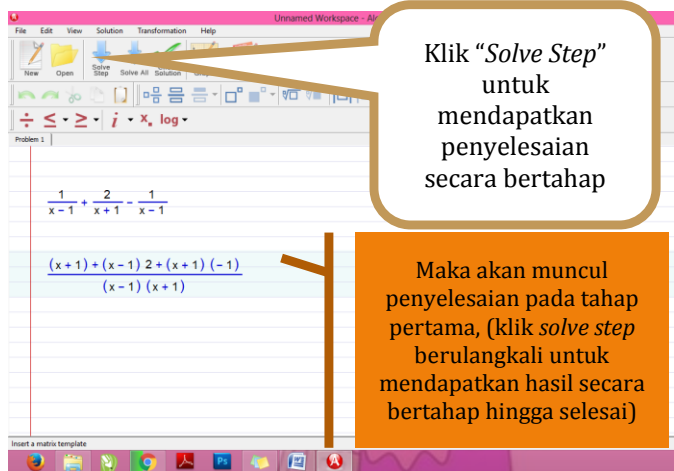 Unnamed Workspace - Al
File Edit View Solution Transformation Help
New Open Solve Step Solve All Solution
÷ ≤ ≥ i x. log
Problem 1
1/(x − 1) + 2/(x + 1) − 1/(x − 1)
(x + 1) + (x − 1) 2 + (x + 1) (− 1)
(x − 1) (x + 1)
Insert a matrix template
Ps
Klik “Solve Step”
untuk
mendapatkan
penyelesaian
secara bertahap
Maka akan muncul
penyelesaian pada tahap
pertama, (klik solve step
berulangkali untuk
mendapatkan hasil secara
bertahap hingga selesai)